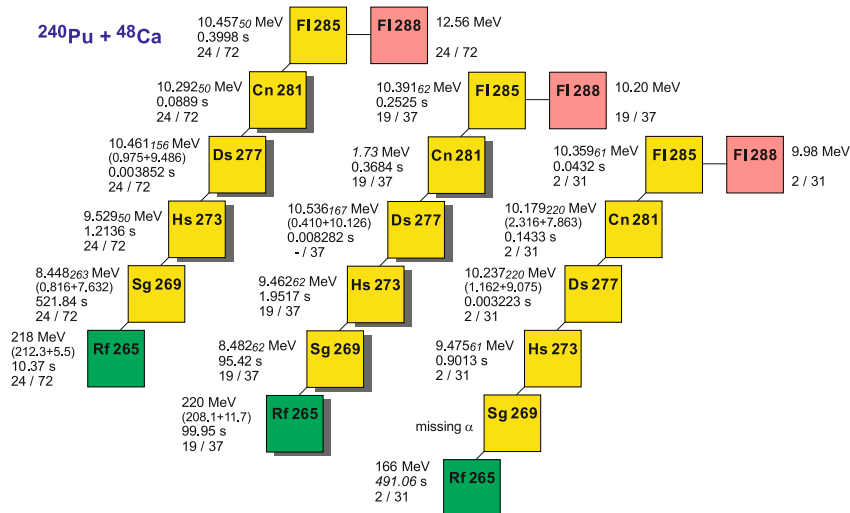 240Pu + 48Ca
10.45750 MeV
0.3998 s
24 / 72
Fl 285
Fl 288
12.56 MeV
24 / 72
10.29250 MeV
0.0889 s
24 / 72
Cn 281
10.461156 MeV
(0.975+9.486)
0.003852 s
24 / 72
Ds 277
9.52950 MeV
1.2136 s
24 / 72
Hs 273
8.448263 MeV
(0.816+7.632)
521.84 s
24 / 72
Sg 269
218 MeV
(212.3+5.5)
10.37 s
24 / 72
Rf 265
10.39162 MeV
0.2525 s
19 / 37
Fl 285
Fl 288
10.20 MeV
19 / 37
1.73 MeV
0.3684 s
19 / 37
Cn 281
10.536167 MeV
(0.410+10.126)
0.008282 s
- / 37
Ds 277
9.46262 MeV
1.9517 s
19 / 37
Hs 273
8.48262 MeV
95.42 s
19 / 37
Sg 269
220 MeV
(208.1+11.7)
99.95 s
19 / 37
Rf 265
10.35961 MeV
0.0432 s
2 / 31
Fl 285
Fl 288
9.98 MeV
2 / 31
10.179220 MeV
(2.316+7.863)
0.1433 s
2 / 31
Cn 281
10.237220 MeV
(1.162+9.075)
0.003223 s
2 / 31
Ds 277
9.47561 MeV
0.9013 s
2 / 31
Hs 273
missing α
Sg 269
166 MeV
491.06 s
2 / 31
Rf 265